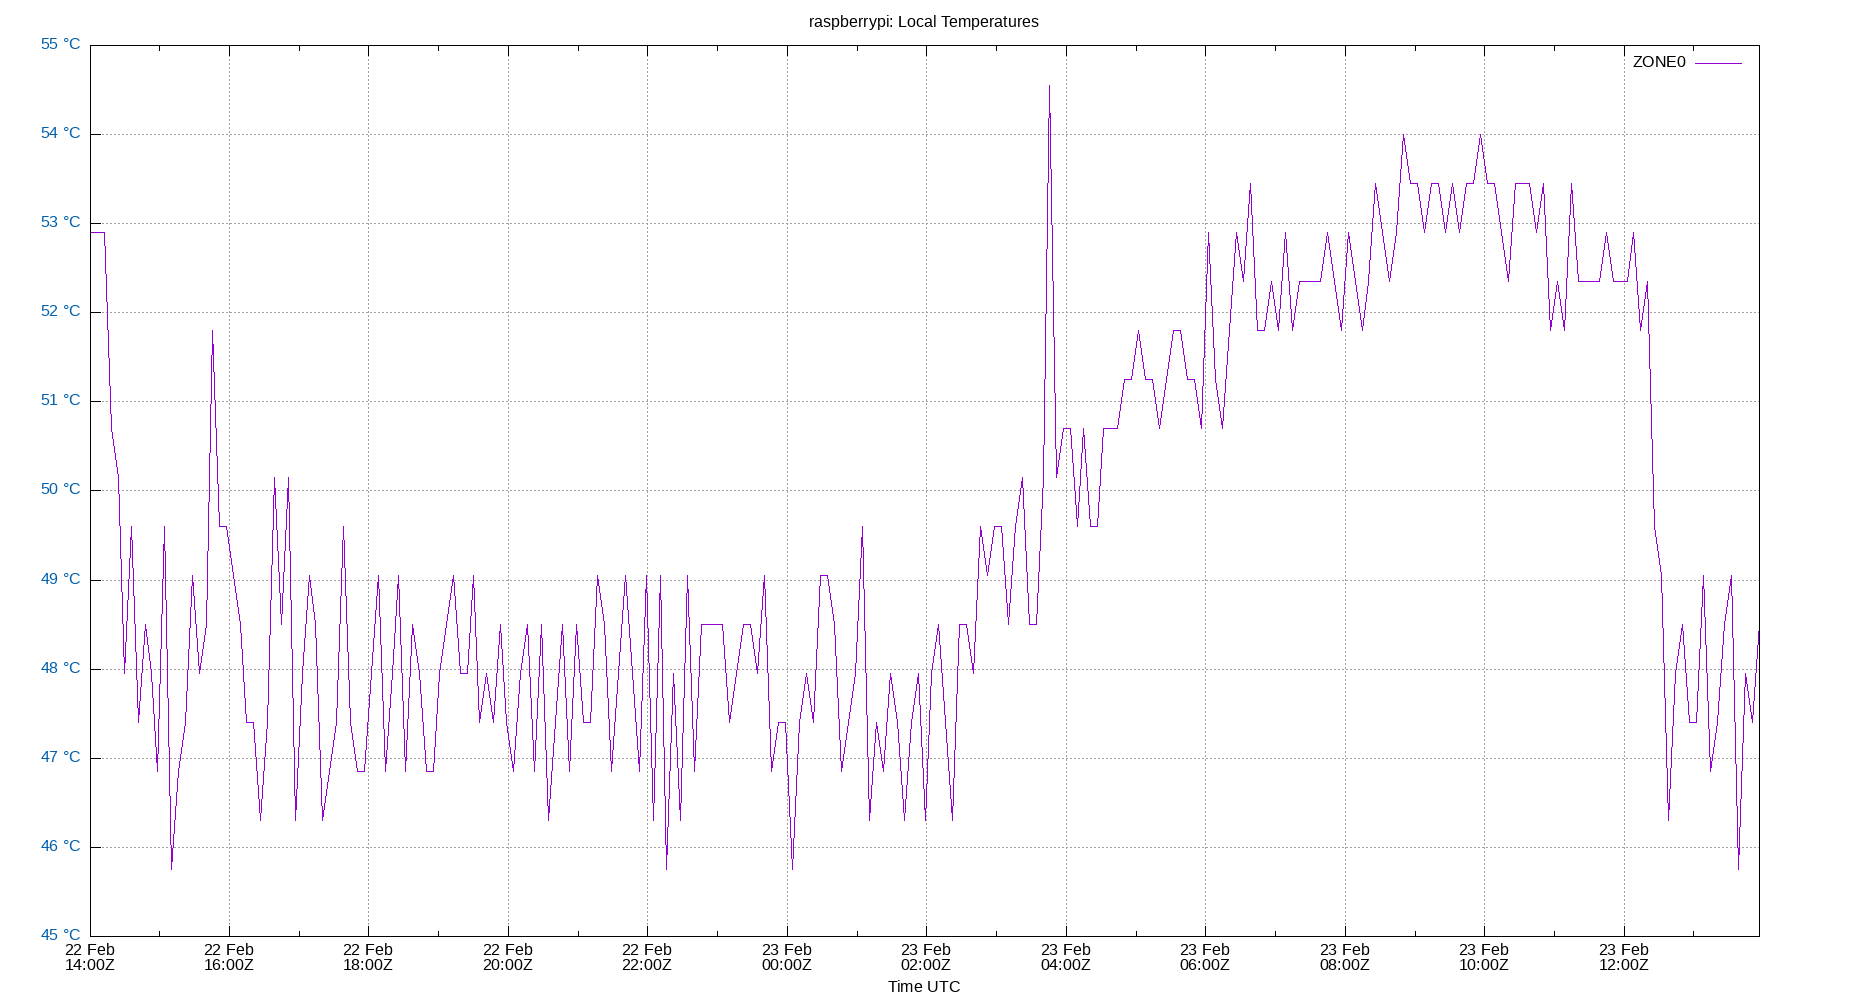 raspberrypi: Local Temperatures
ZONE0
55 °C
54 °C
53 °C
52 °C
51 °C
50 °C
49 °C
48 °C
47 °C
46 °C
45 °C
22 Feb 22 Feb 22 Feb 22 Feb 22 Feb 23 Feb 23 Feb 23 Feb 23 Feb 23 Feb 23 Feb 23 Feb
14:00Z 16:00Z 18:00Z 20:00Z 22:00Z 00:00Z 02:00Z 04:00Z 06:00Z 08:00Z 10:00Z 12:00Z
Time UTC